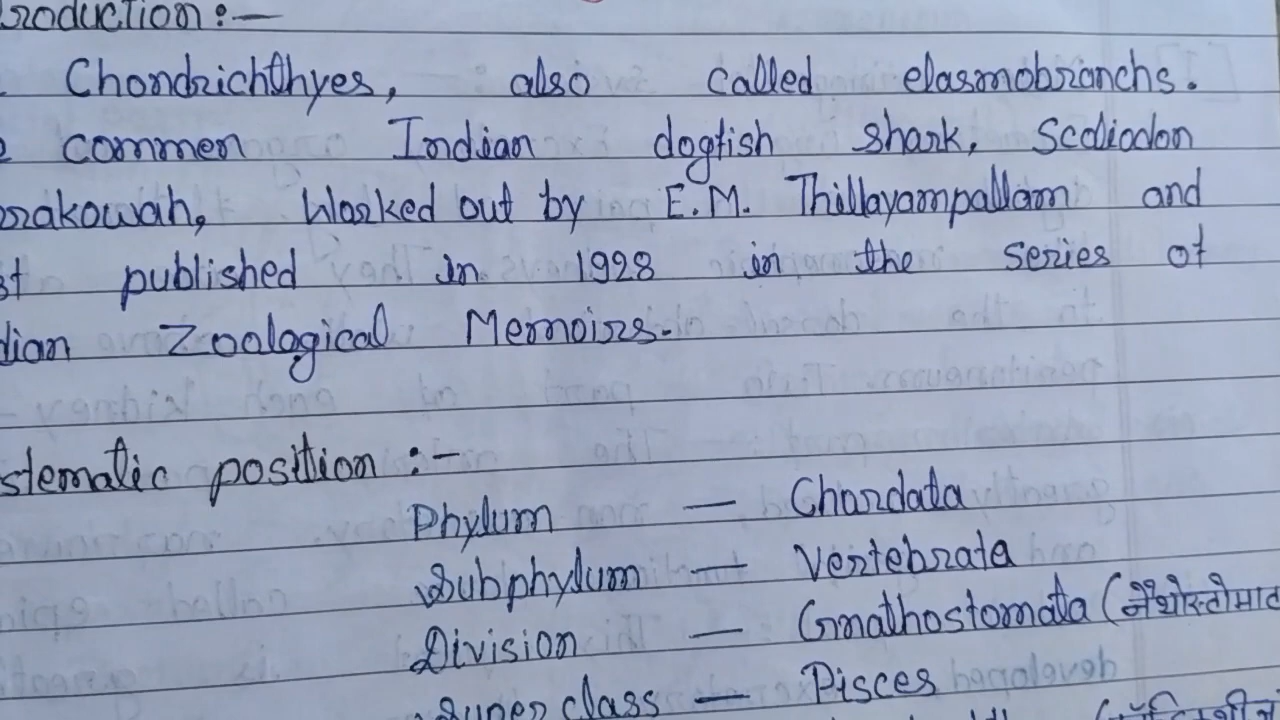 roduction :-
Chondrichthyes, also called elasmobranchs.
commen Indian dogfish shark, Scoliodon
orrakowah, Worked out by E.M. Thillayampallam and
published in 1928 in the series of
dian Zoological Memoirs.
stematic position :-
Phylum — Chordata
Subphylum — Vertebrata
Division — Gnathostomata (नैथोस्टोमाटा
Super class — Pisces